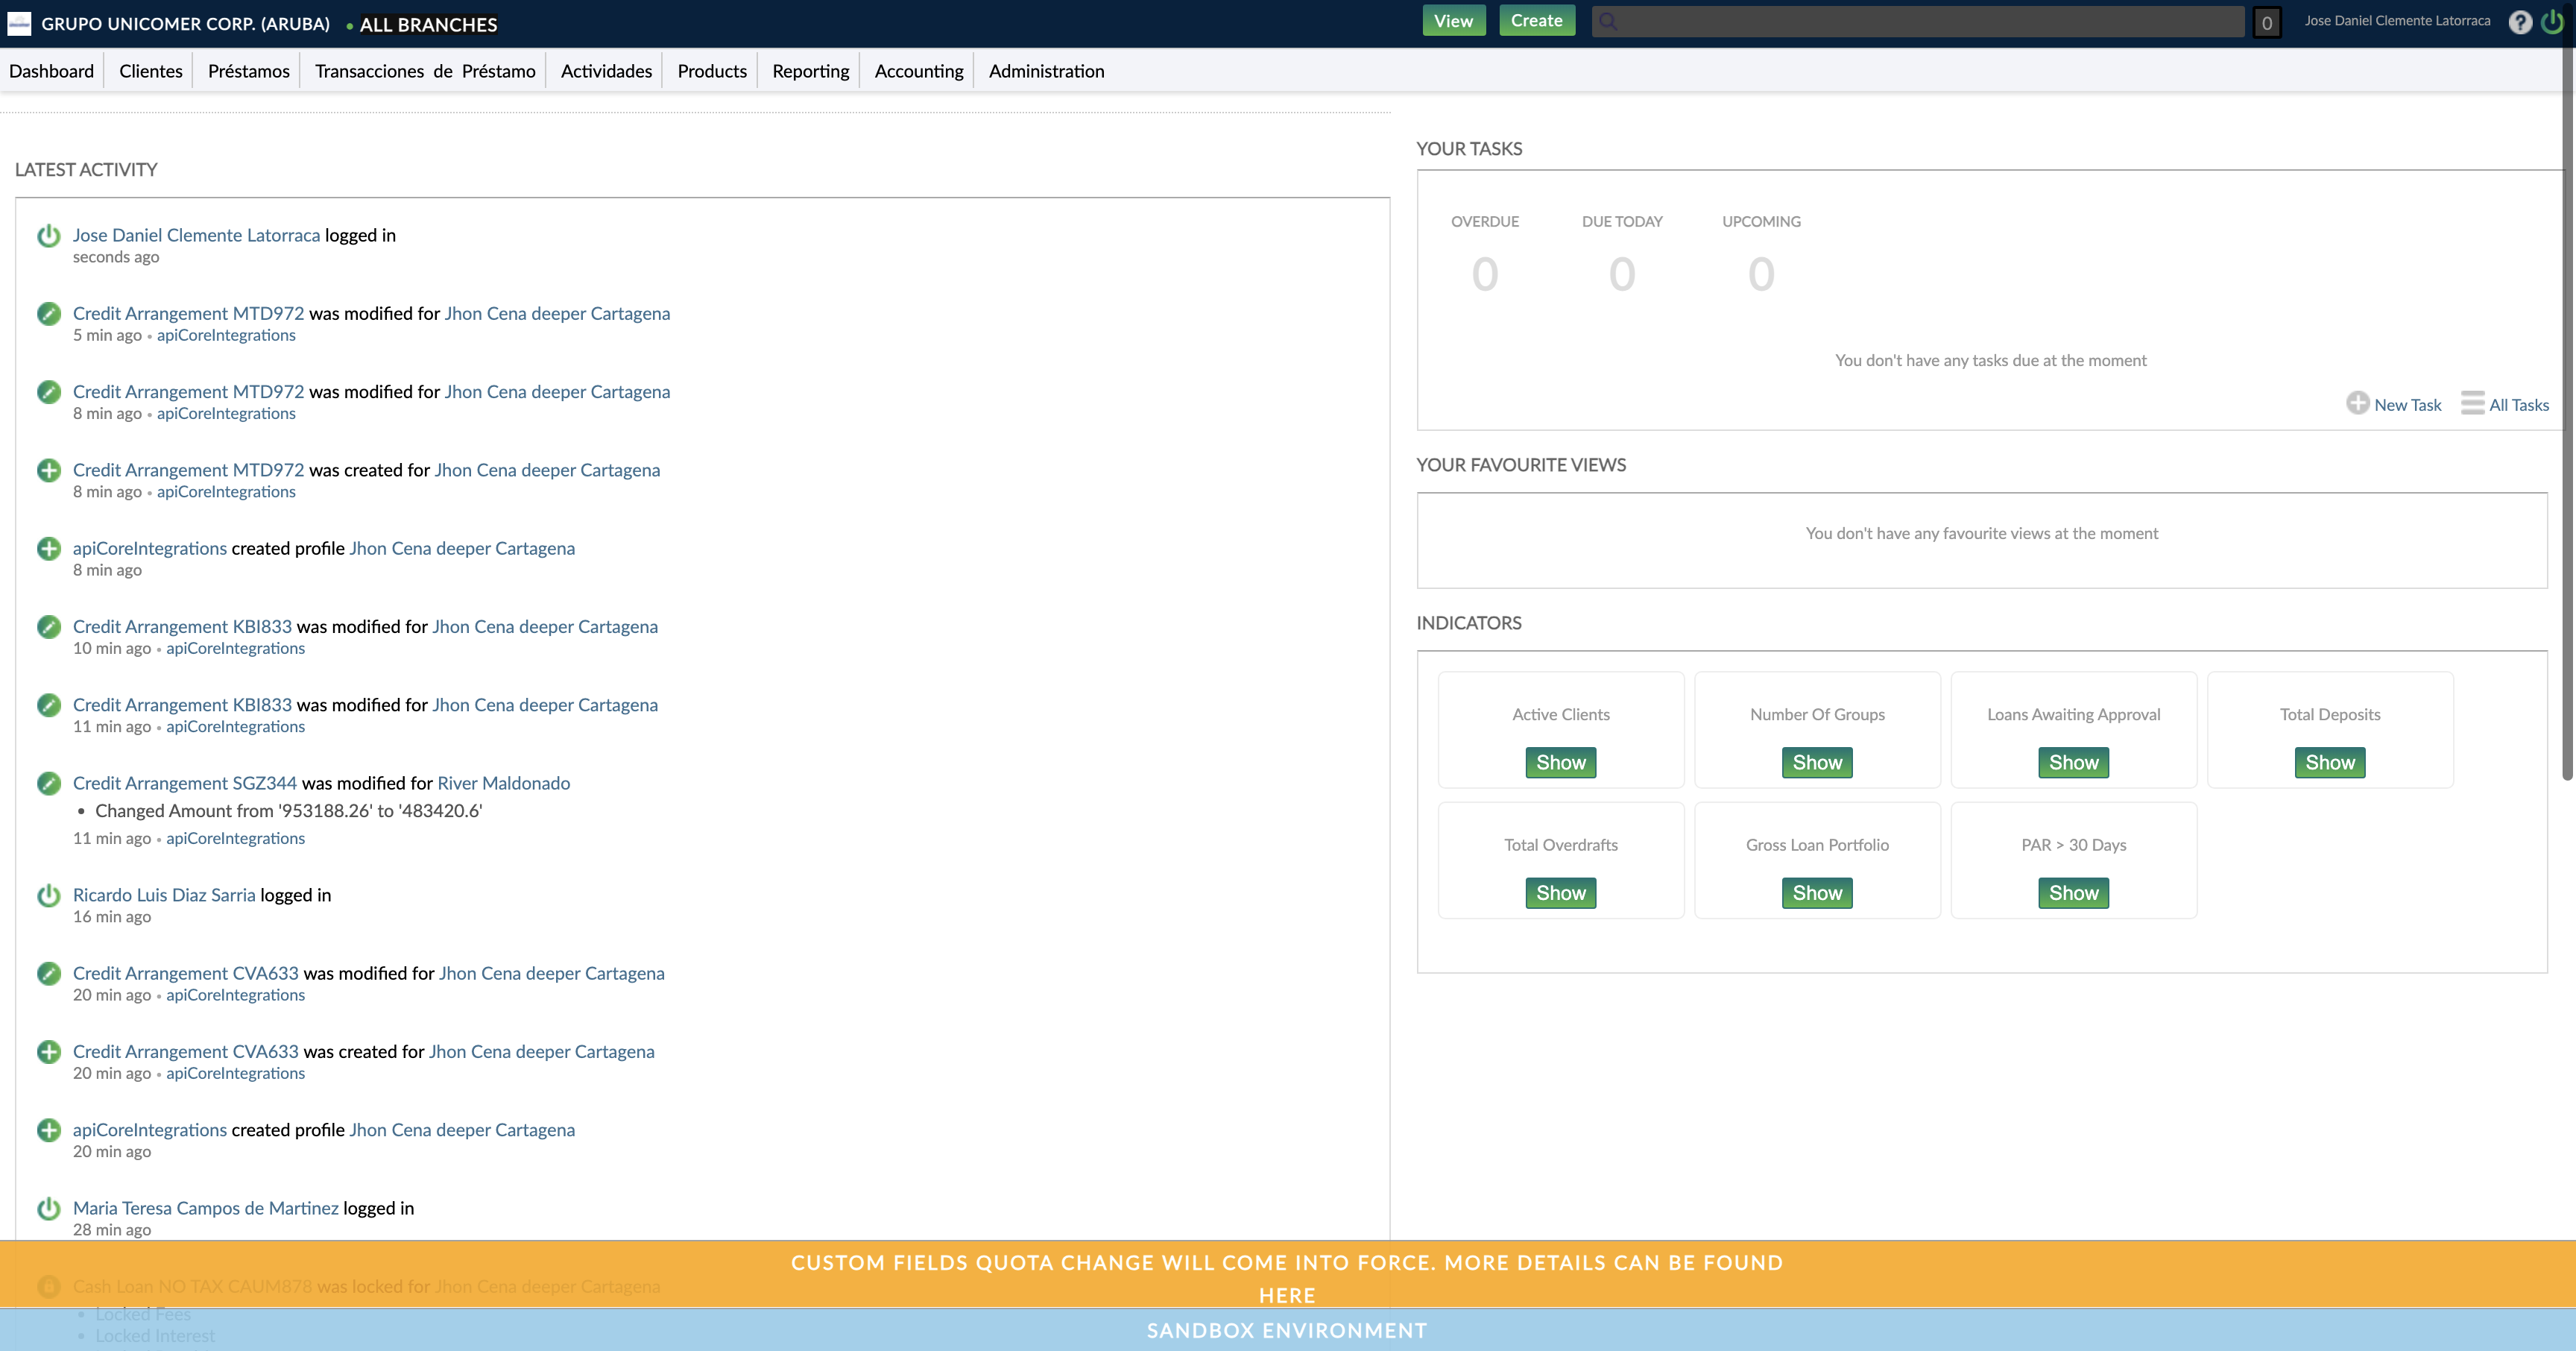 GRUPO UNICOMER CORP. (ARUBA) • ALL BRANCHES
View Create 0 Jose Daniel Clemente Latorraca ?
Dashboard Clientes Préstamos Transacciones de Préstamo Actividades Products Reporting Accounting Administration
LATEST ACTIVITY
Jose Daniel Clemente Latorraca logged in
seconds ago
Credit Arrangement MTD972 was modified for Jhon Cena deeper Cartagena
5 min ago • apiCoreIntegrations
Credit Arrangement MTD972 was modified for Jhon Cena deeper Cartagena
8 min ago • apiCoreIntegrations
Credit Arrangement MTD972 was created for Jhon Cena deeper Cartagena
8 min ago • apiCoreIntegrations
apiCoreIntegrations created profile Jhon Cena deeper Cartagena
8 min ago
Credit Arrangement KBI833 was modified for Jhon Cena deeper Cartagena
10 min ago • apiCoreIntegrations
Credit Arrangement KBI833 was modified for Jhon Cena deeper Cartagena
11 min ago • apiCoreIntegrations
Credit Arrangement SGZ344 was modified for River Maldonado
• Changed Amount from '953188.26' to '483420.6'
11 min ago • apiCoreIntegrations
Ricardo Luis Diaz Sarria logged in
16 min ago
Credit Arrangement CVA633 was modified for Jhon Cena deeper Cartagena
20 min ago • apiCoreIntegrations
Credit Arrangement CVA633 was created for Jhon Cena deeper Cartagena
20 min ago • apiCoreIntegrations
apiCoreIntegrations created profile Jhon Cena deeper Cartagena
20 min ago
Maria Teresa Campos de Martinez logged in
28 min ago
Cash Loan NO TAX CAUM878 was locked for Jhon Cena deeper Cartagena
• Locked Fees
• Locked Interest
YOUR TASKS
OVERDUE DUE TODAY UPCOMING
0 0 0
You don't have any tasks due at the moment
New Task All Tasks
YOUR FAVOURITE VIEWS
You don't have any favourite views at the moment
INDICATORS
Active Clients Number Of Groups Loans Awaiting Approval Total Deposits
Show Show Show Show
Total Overdrafts Gross Loan Portfolio PAR > 30 Days
Show Show Show
CUSTOM FIELDS QUOTA CHANGE WILL COME INTO FORCE. MORE DETAILS CAN BE FOUND
HERE
SANDBOX ENVIRONMENT